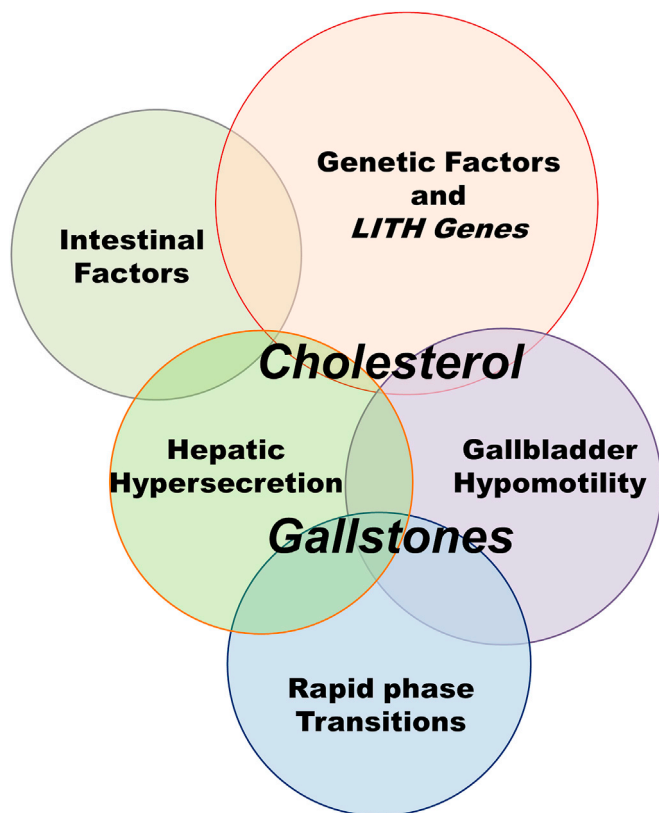 Genetic Factors
and
LITH Genes
Intestinal
Factors
Cholesterol
Hepatic
Hypersecretion
Gallbladder
Hypomotility
Gallstones
Rapid phase
Transitions